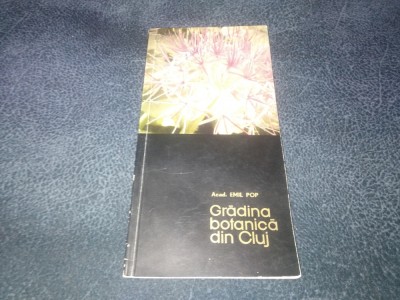 Acad. EMIL POP
Grădina
botanică
din Cluj